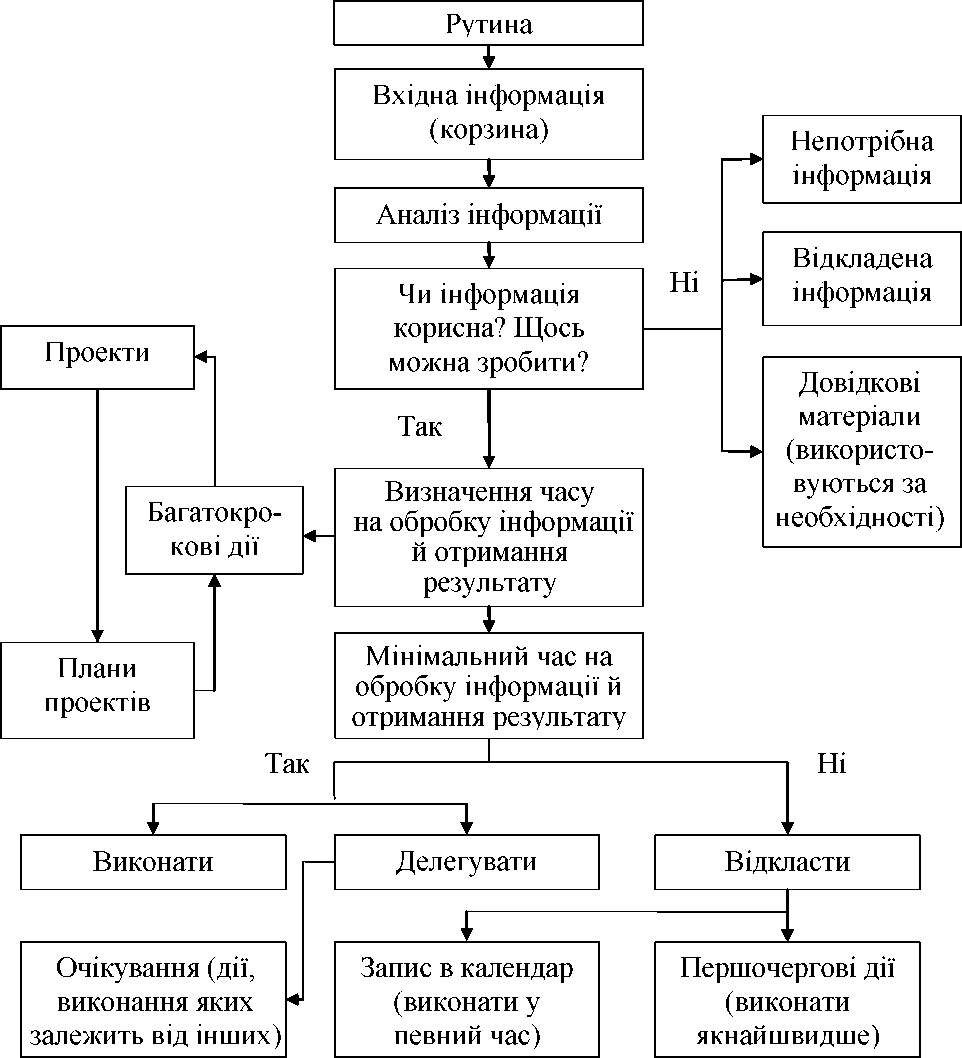 Рутина
Вхідна інформація
(корзина)
Аналіз інформації
Чи інформація
корисна? Щось
можна зробити?
Ні
Непотрібна
інформація
Відкладена
інформація
Довідкові
матеріали
(використо-
вуються за
необхідності)
Так
Проекти
Багатокро-
кові дії
Плани
проектів
Визначення часу
на обробку інформації
й отримання
результату
Мінімальний час на
обробку інформації й
отримання результату
Так
Ні
Виконати
Делегувати
Відкласти
Очікування (дії,
виконання яких
залежить від інших)
Запис в календар
(виконати у
певний час)
Першочергові дії
(виконати
якнайшвидше)